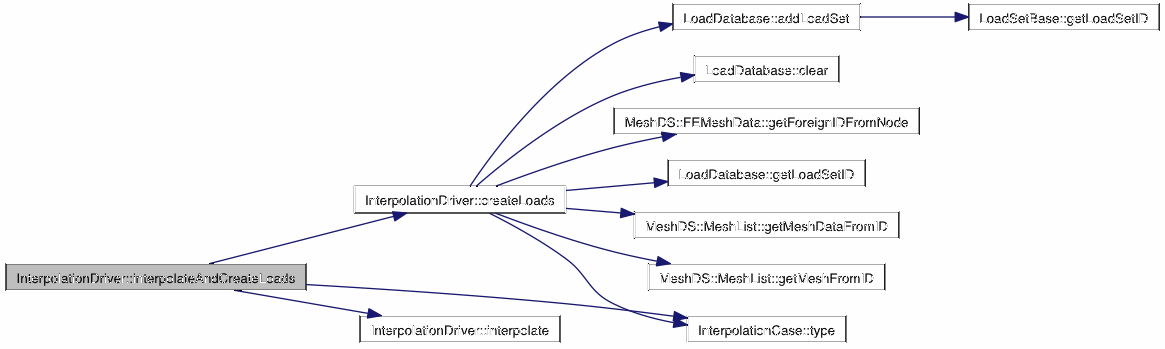 LoadDatabase::addLoadSet
LoadSetBase::getLoadSetID
LoadDatabase::clear
MeshDS::FEMeshData::getForeignIDFromNode
LoadDatabase::getLoadSetID
InterpolationDriver::createLoads
MeshDS::MeshList::getMeshDataFromID
InterpolationDriver::interpolateAndCreateLoads
MeshDS::MeshList::getMeshFromID
InterpolationDriver::interpolate
InterpolationCase::type